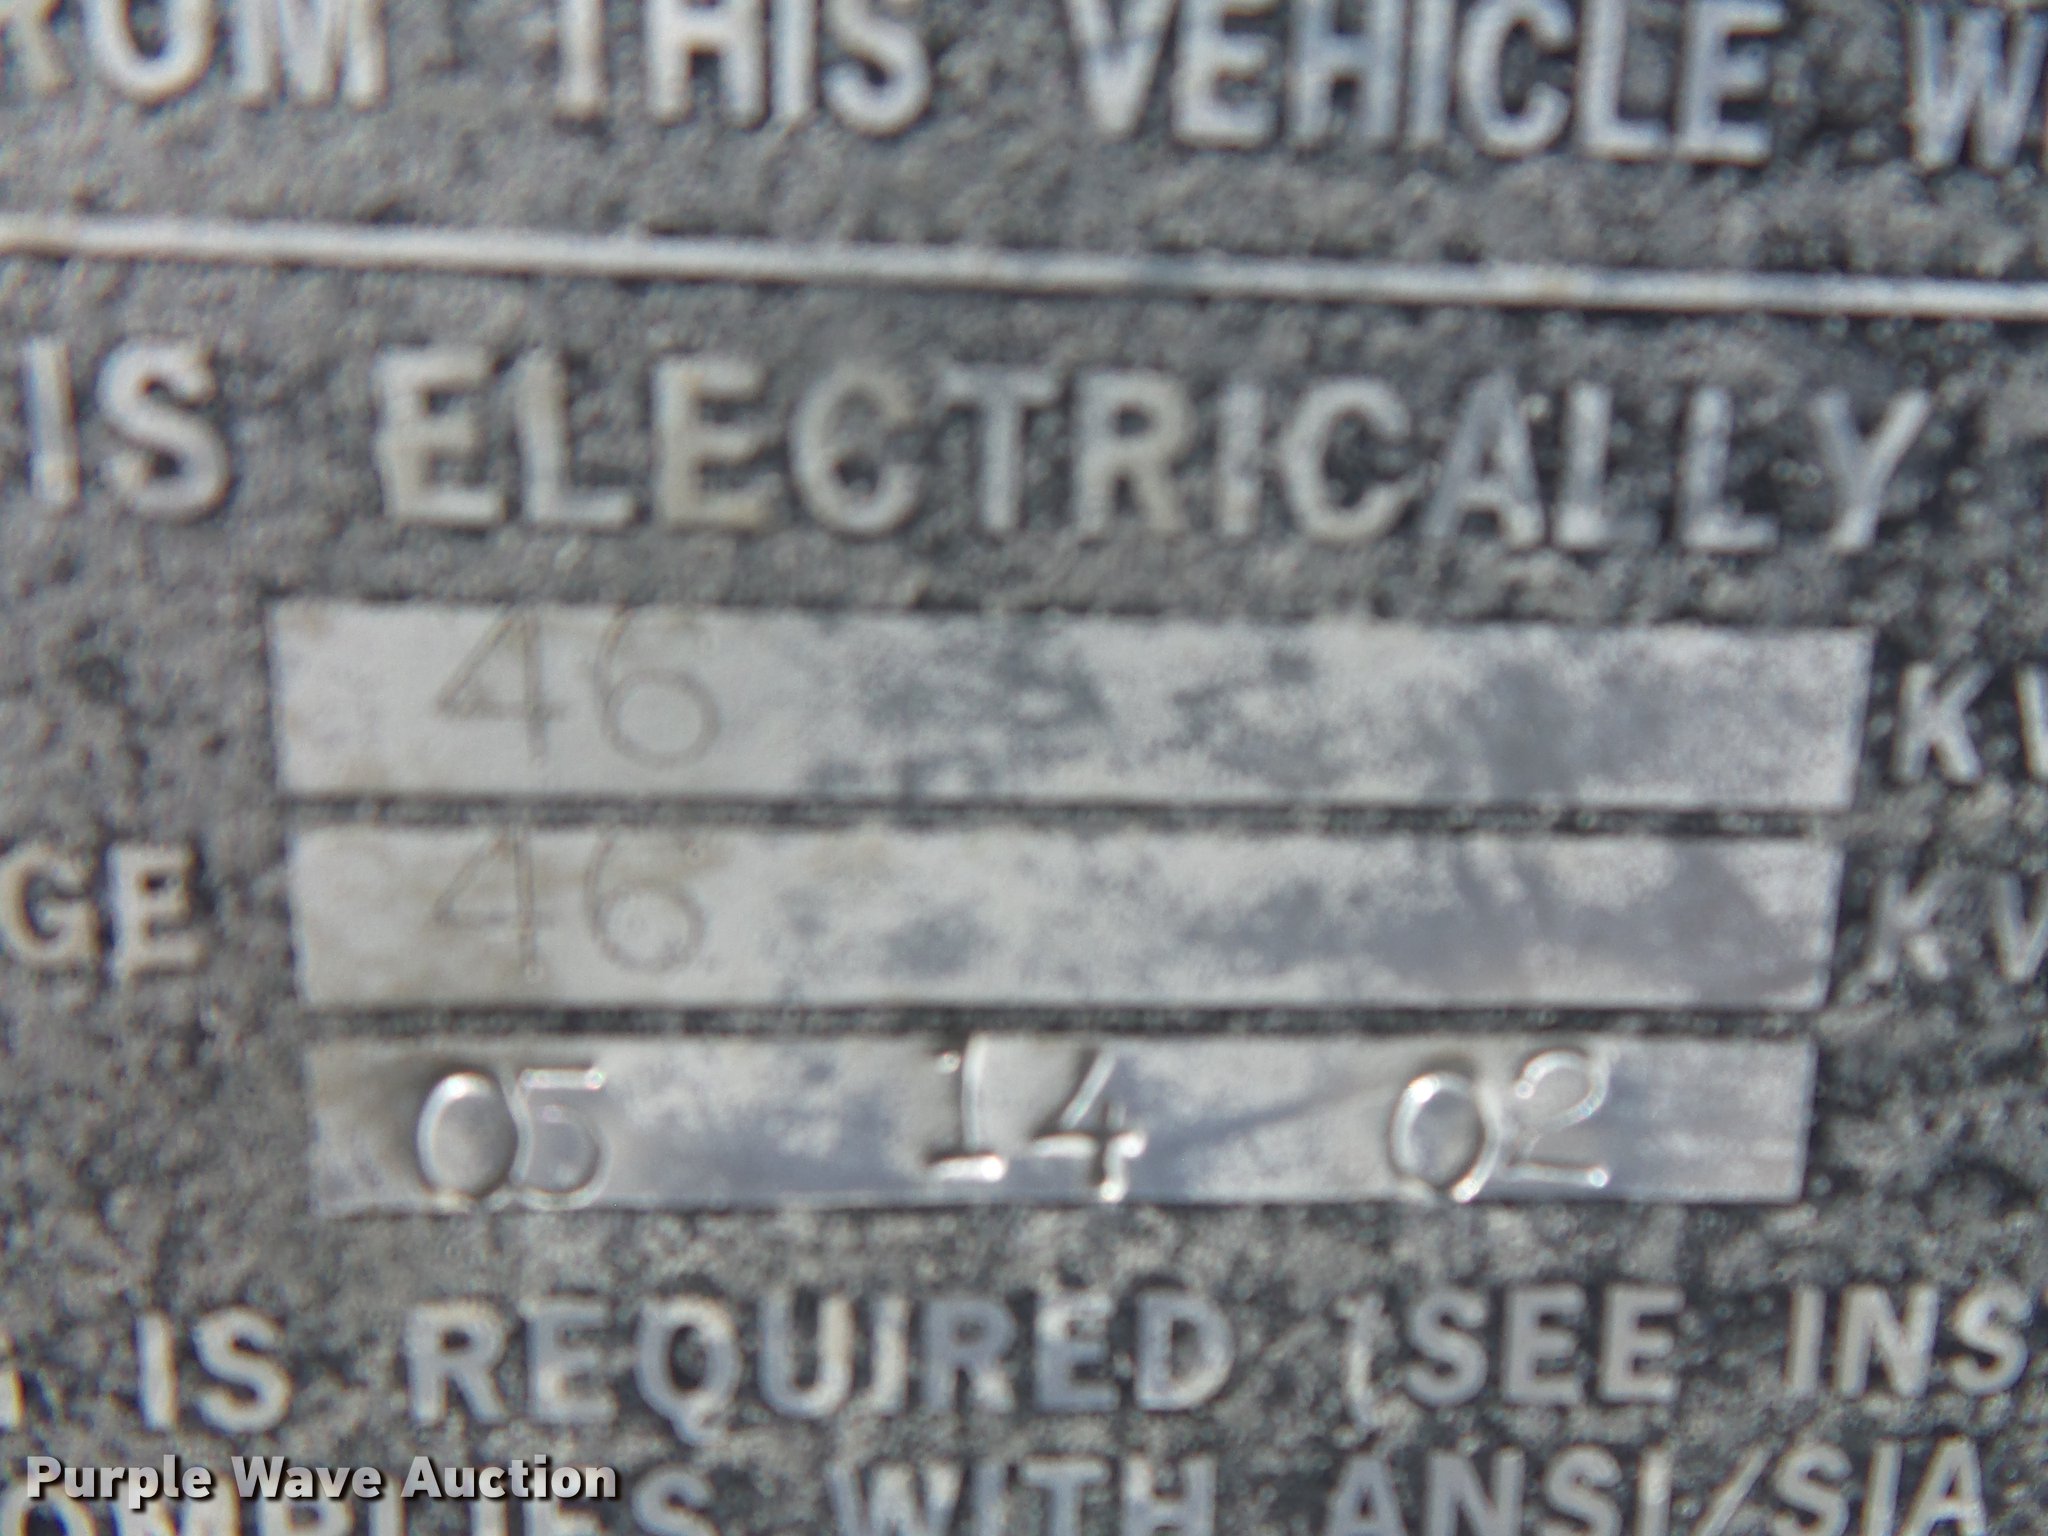 ROM THIS VEHICLE W
IS ELECTRICALLY
46 KV
GE 46 KV
05 14 02
IS REQUIRED (SEE INS
OMPLIES WITH ANSI/SIA
Purple Wave Auction